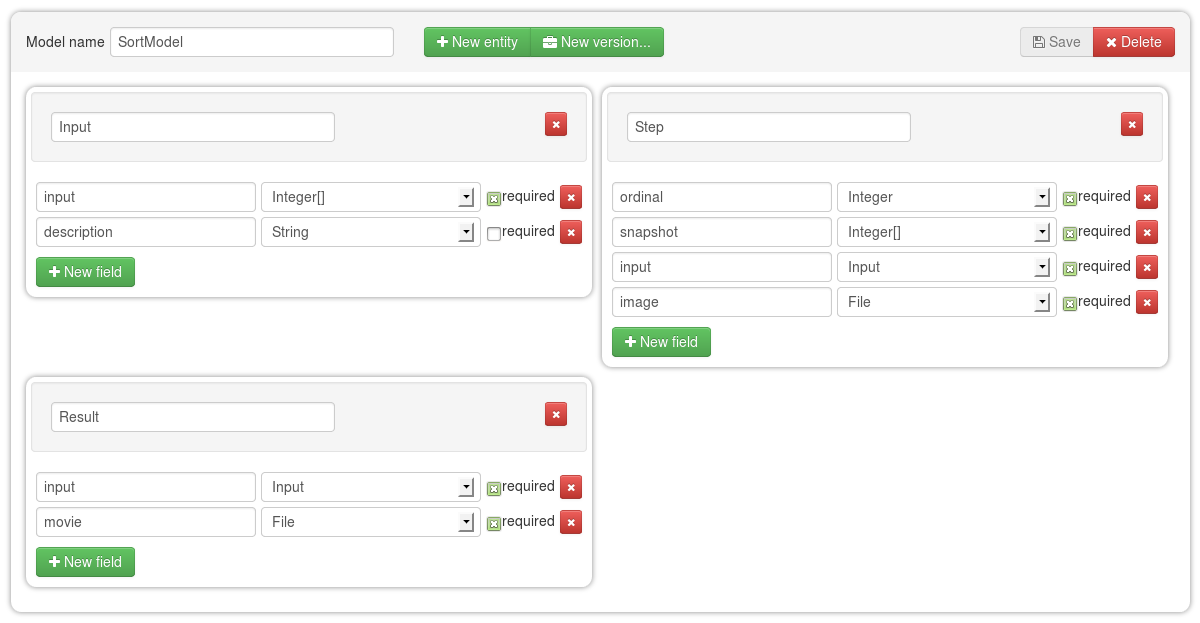 Model name SortModel New entity New version... Save Delete
Input
input Integer[] required
description String required
New field
Step
ordinal Integer required
snapshot Integer[] required
input Input required
image File required
New field
Result
input Input required
movie File required
New field